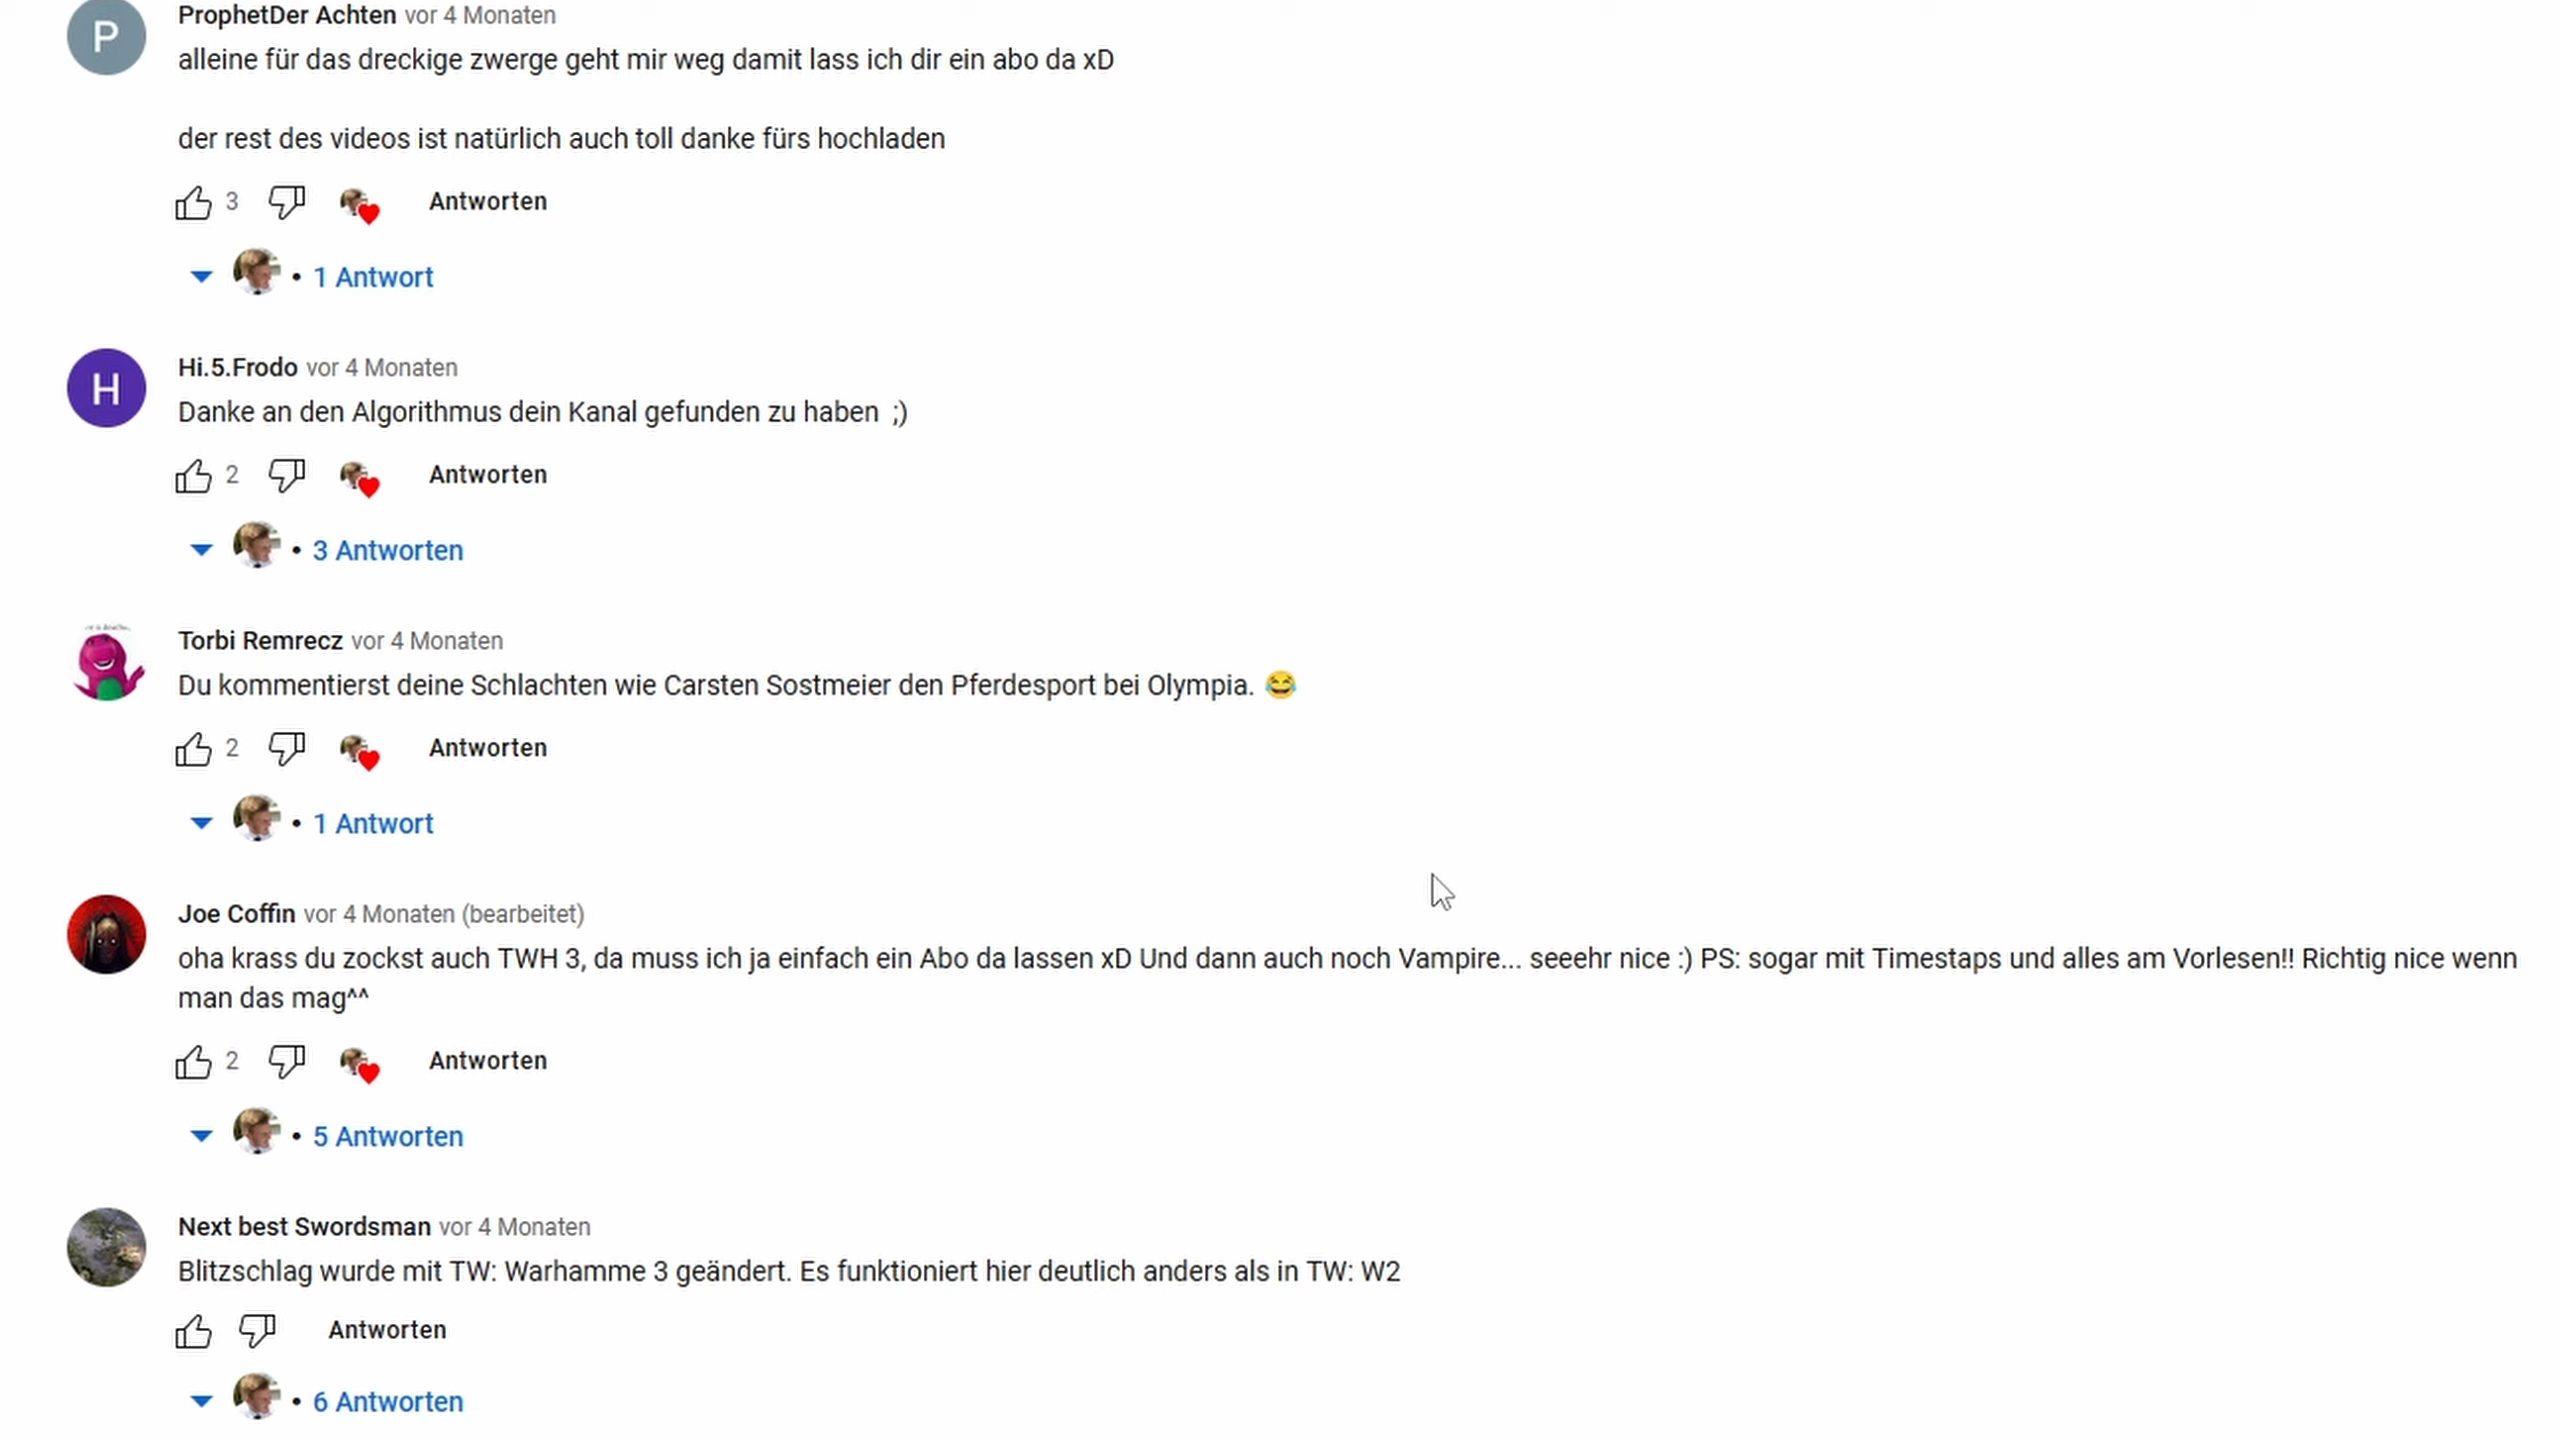 P
ProphetDer Achten vor 4 Monaten
alleine für das dreckige zwerge geht mir weg damit lass ich dir ein abo da xD
der rest des videos ist natürlich auch toll danke fürs hochladen
3 Antworten
• 1 Antwort
H
Hi.5.Frodo vor 4 Monaten
Danke an den Algorithmus dein Kanal gefunden zu haben ;)
2 Antworten
• 3 Antworten
Torbi Remrecz vor 4 Monaten
Du kommentierst deine Schlachten wie Carsten Sostmeier den Pferdesport bei Olympia. 😂
2 Antworten
• 1 Antwort
Joe Coffin vor 4 Monaten (bearbeitet)
oha krass du zockst auch TWH 3, da muss ich ja einfach ein Abo da lassen xD Und dann auch noch Vampire... seeehr nice :) PS: sogar mit Timestaps und alles am Vorlesen!! Richtig nice wenn
man das mag^^
2 Antworten
• 5 Antworten
Next best Swordsman vor 4 Monaten
Blitzschlag wurde mit TW: Warhamme 3 geändert. Es funktioniert hier deutlich anders als in TW: W2
Antworten
• 6 Antworten